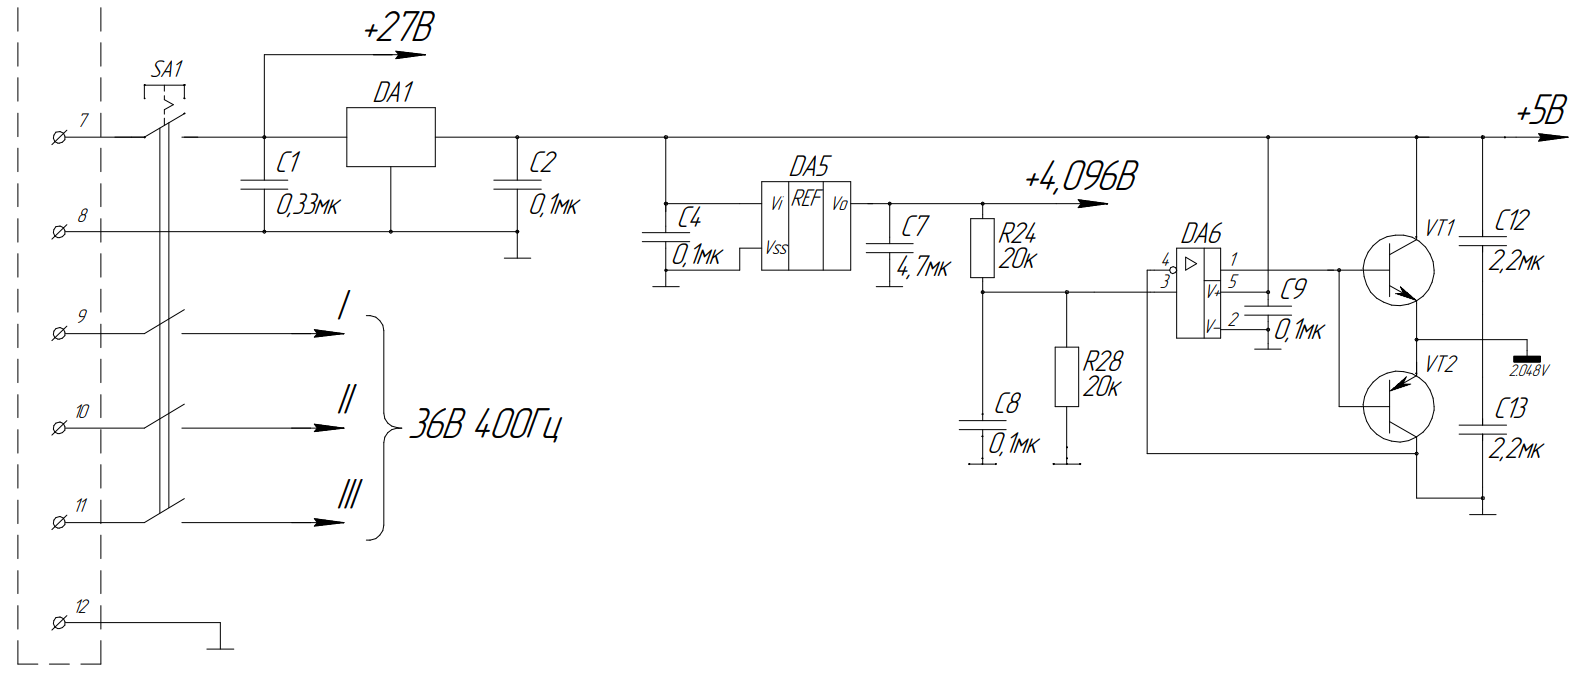 +27В
SA1
DA1
7
+5В
C1
0,33мк
C2
0,1мк
DA5
Vi
REF
Vo
Vss
+4,096В
8
C4
0,1мк
C7
4,7мк
R24
20к
DA6
4
3
1
5
2
V+
V-
C9
0,1мк
VT1
C12
2,2мк
9
I
R28
20к
2.048V
VT2
10
II
36В 400Гц
C8
0,1мк
C13
2,2мк
11
III
12